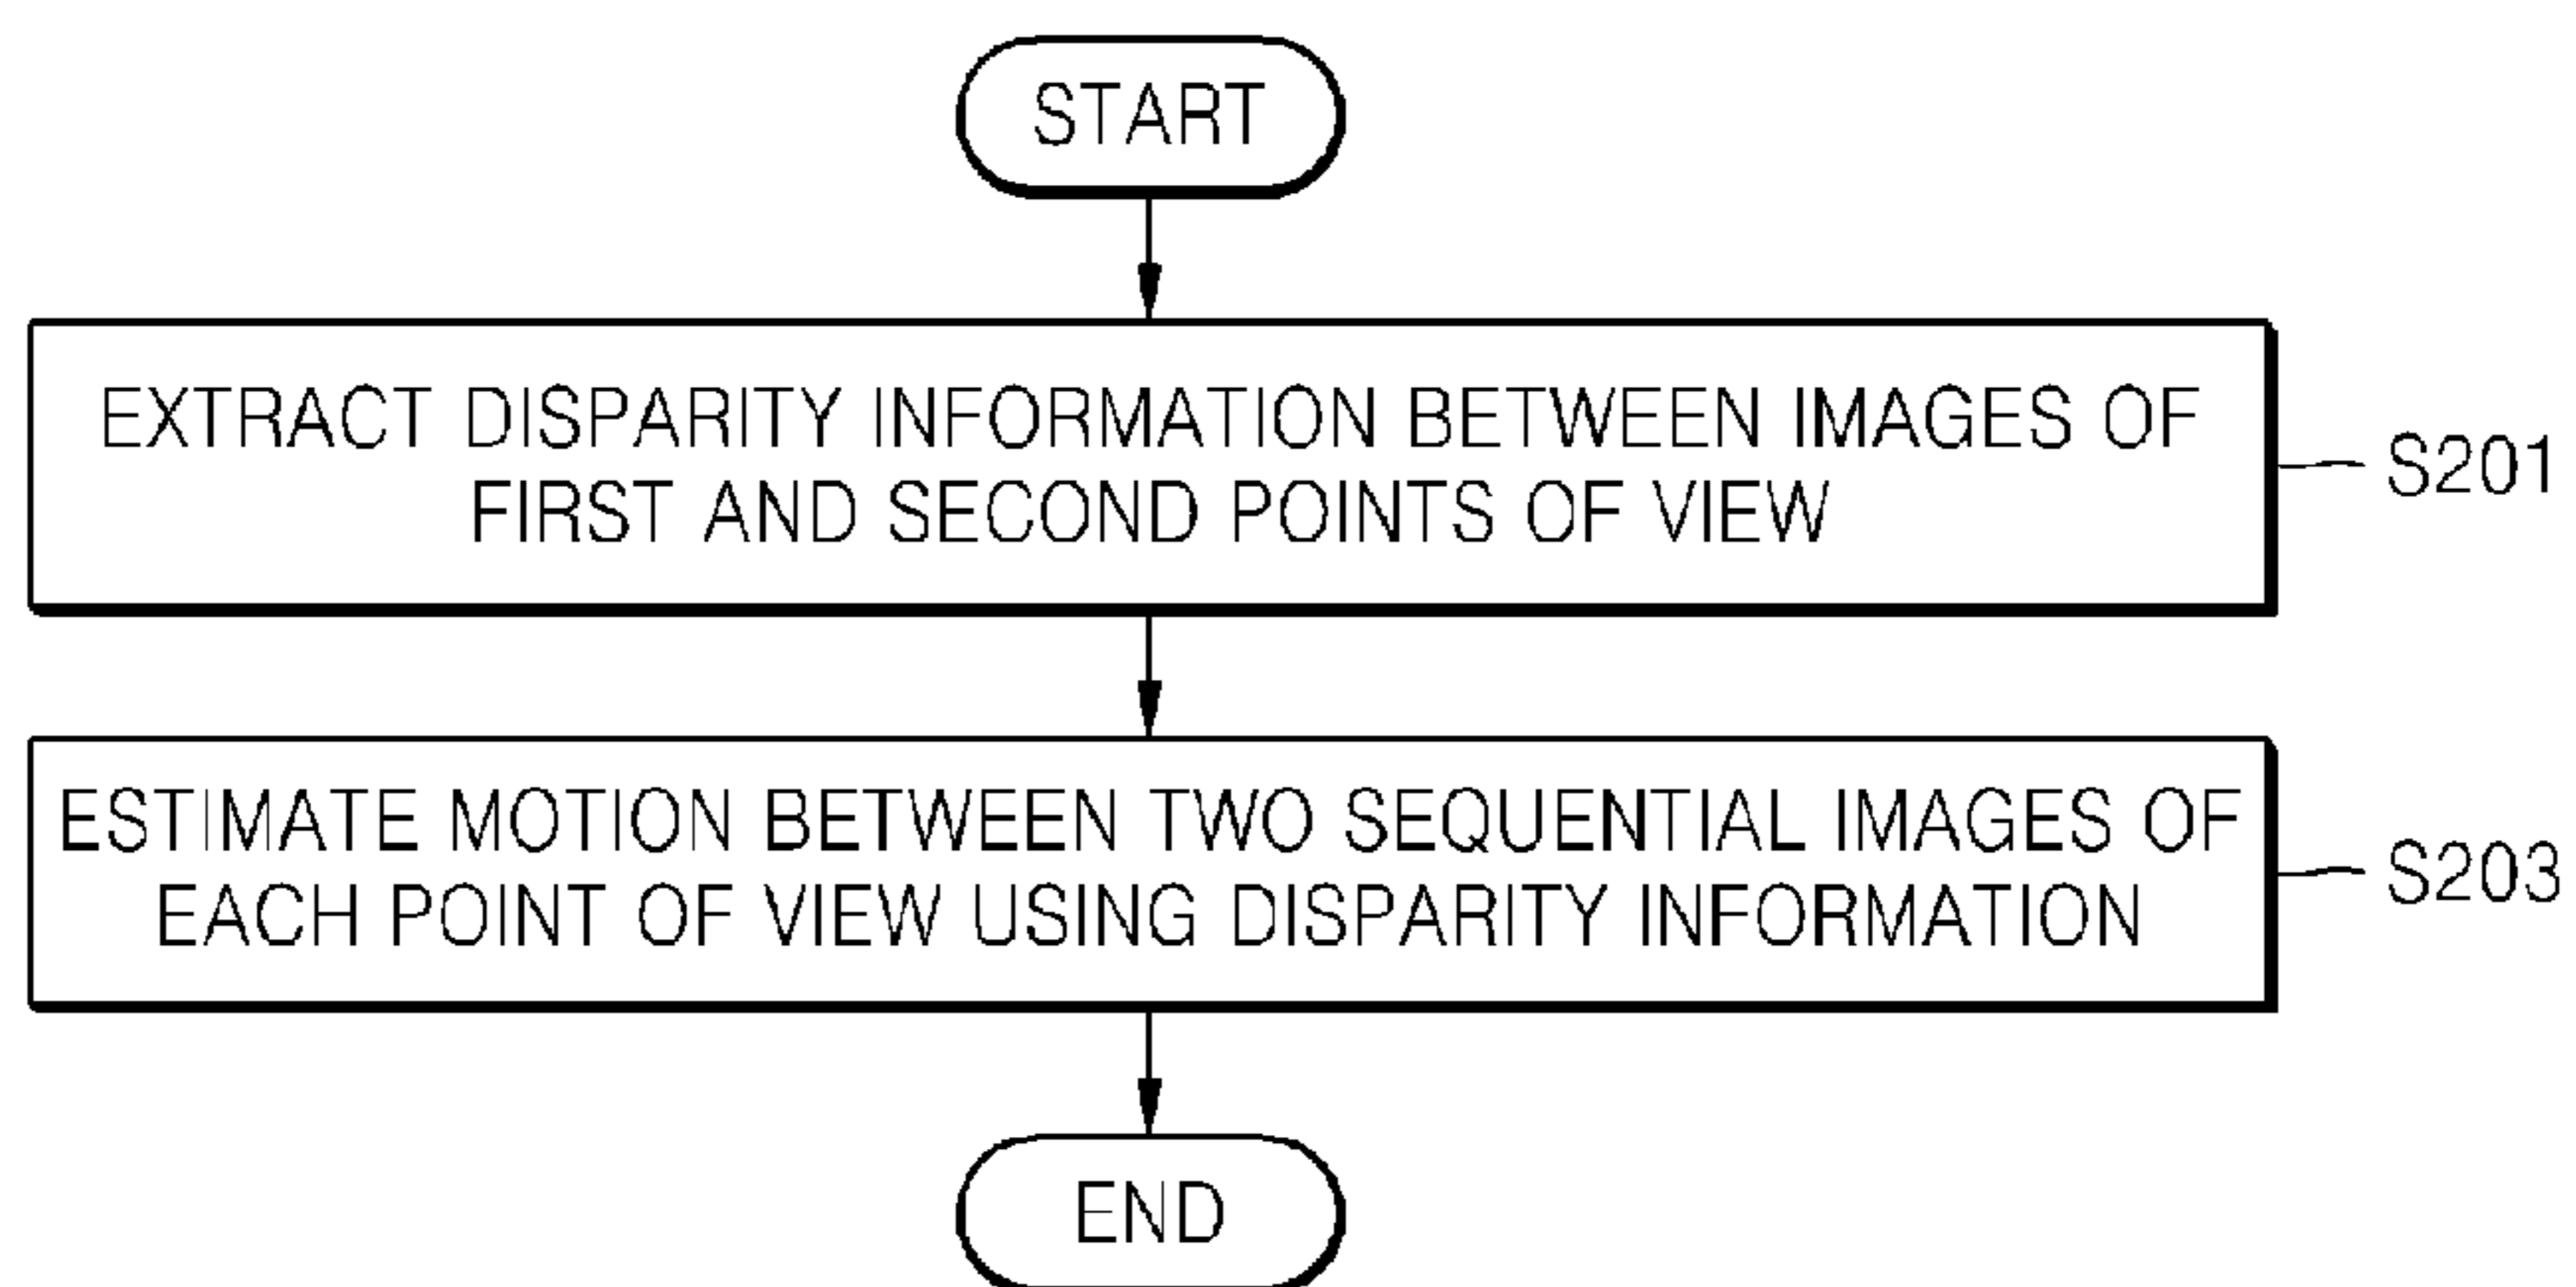 START
EXTRACT DISPARITY INFORMATION BETWEEN IMAGES OF
FIRST AND SECOND POINTS OF VIEW
S201
ESTIMATE MOTION BETWEEN TWO SEQUENTIAL IMAGES OF
EACH POINT OF VIEW USING DISPARITY INFORMATION
S203
END